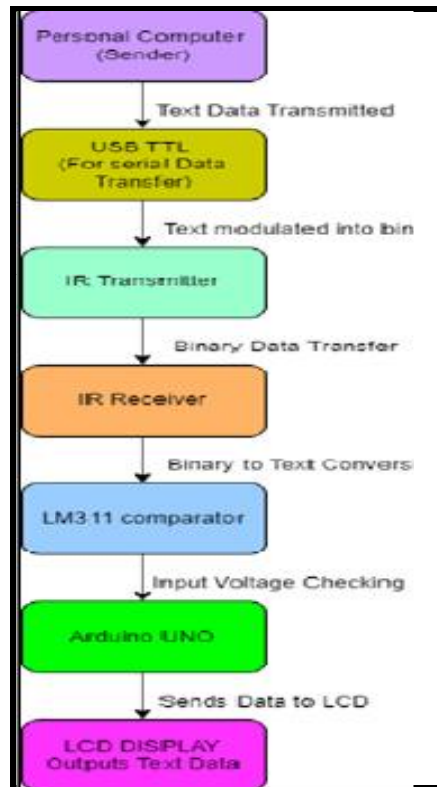 Personal Computer
(Sender)
Text Data Transmitted
USB TTL
(For serial Data
Transfer)
Text modulated into bin
IR Transmitter
Binary Data Transfer
IR Receiver
Binary to Text Conversi
LM311 comparator
Input Voltage Checking
Arduino UNO
Sends Data to LCD
LCD DISPLAY
Outputs Text Data